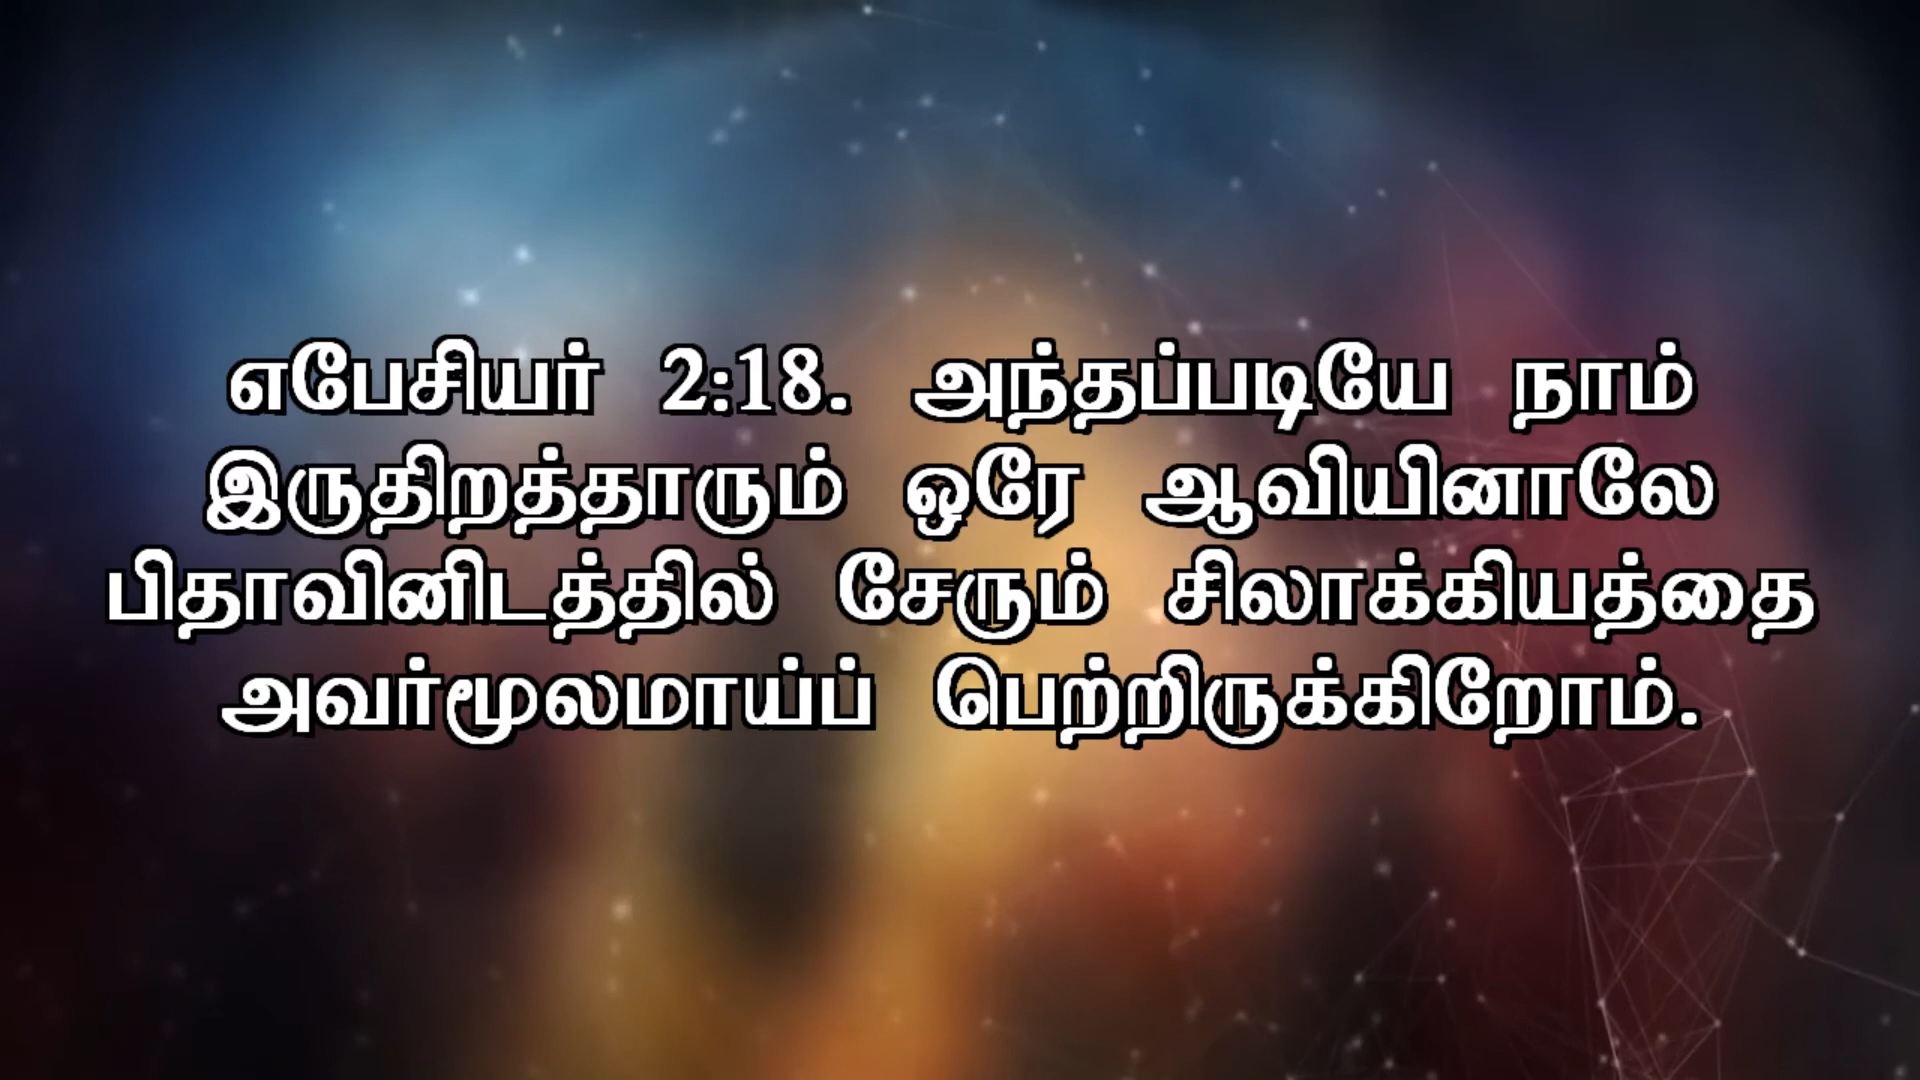 எபேசியர் 2:18. அந்தப்படியே நாம்
இருதிறத்தாரும் ஒரே ஆவியினாலே
பிதாவினிடத்தில் சேரும் சிலாக்கியத்தை
அவர்மூலமாய்ப் பெற்றிருக்கிறோம்.